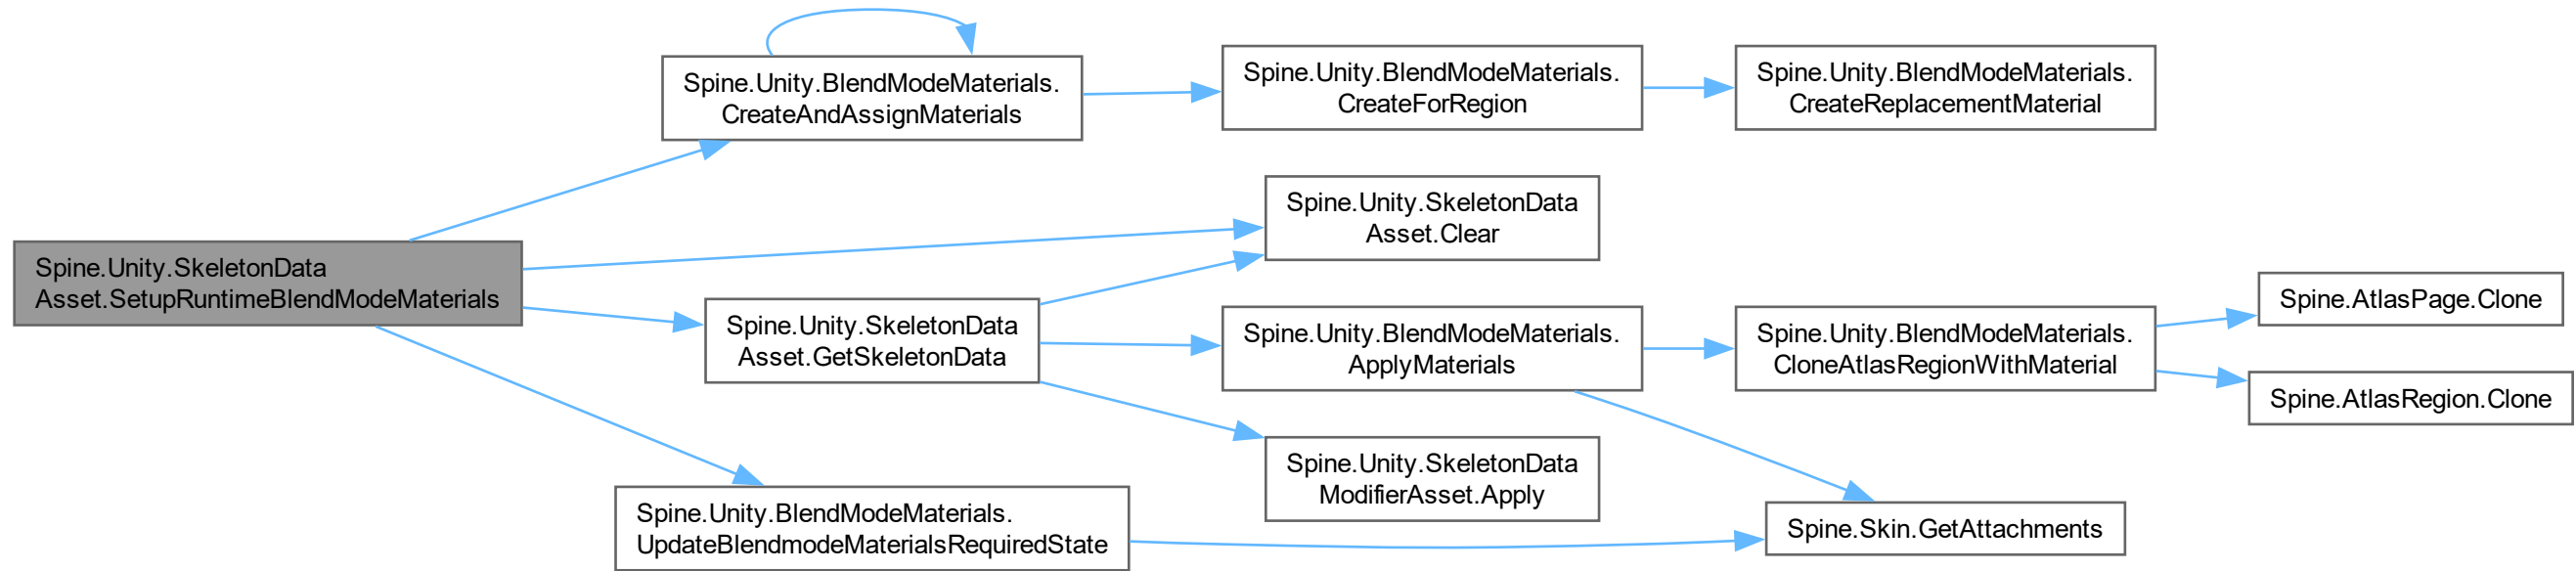 Spine.Unity.SkeletonData
Asset.SetupRuntimeBlendModeMaterials
Spine.Unity.BlendModeMaterials.
CreateAndAssignMaterials
Spine.Unity.BlendModeMaterials.
CreateForRegion
Spine.Unity.BlendModeMaterials.
CreateReplacementMaterial
Spine.Unity.SkeletonData
Asset.Clear
Spine.Unity.SkeletonData
Asset.GetSkeletonData
Spine.Unity.BlendModeMaterials.
ApplyMaterials
Spine.Unity.BlendModeMaterials.
CloneAtlasRegionWithMaterial
Spine.AtlasPage.Clone
Spine.AtlasRegion.Clone
Spine.Unity.SkeletonData
ModifierAsset.Apply
Spine.Unity.BlendModeMaterials.
UpdateBlendmodeMaterialsRequiredState
Spine.Skin.GetAttachments